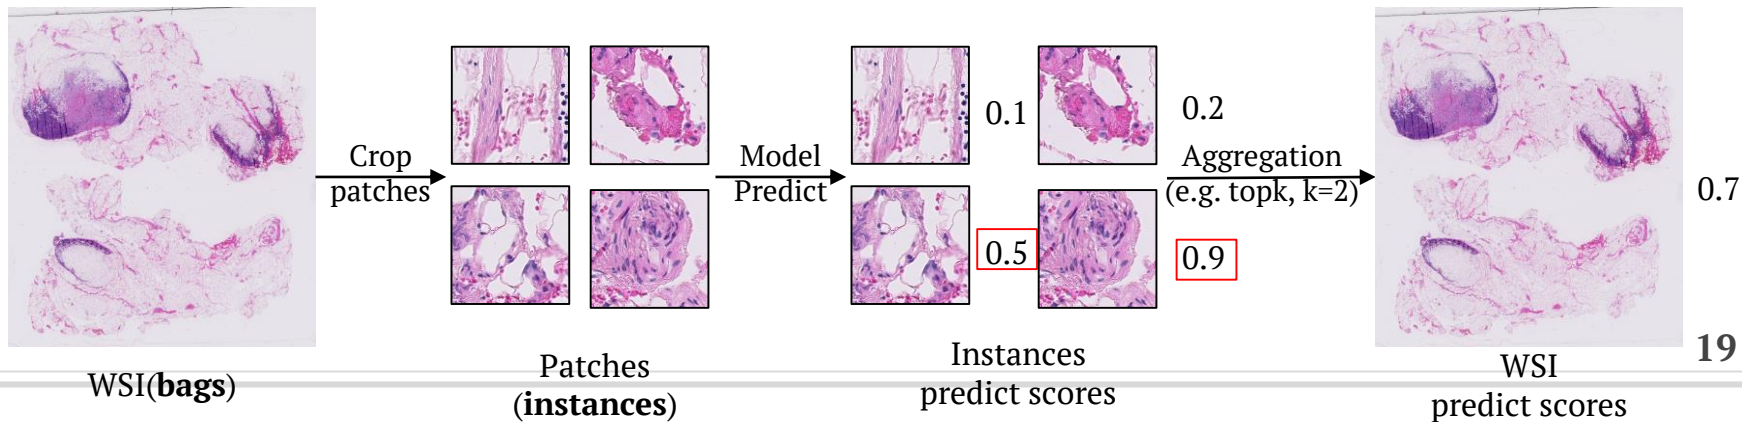 Crop
patches
Model
Predict
0.1
0.2
0.5
0.9
Aggregation
(e.g. topk, k=2)
0.7
WSI(bags)
Patches
(instances)
Instances
predict scores
WSI
predict scores
19